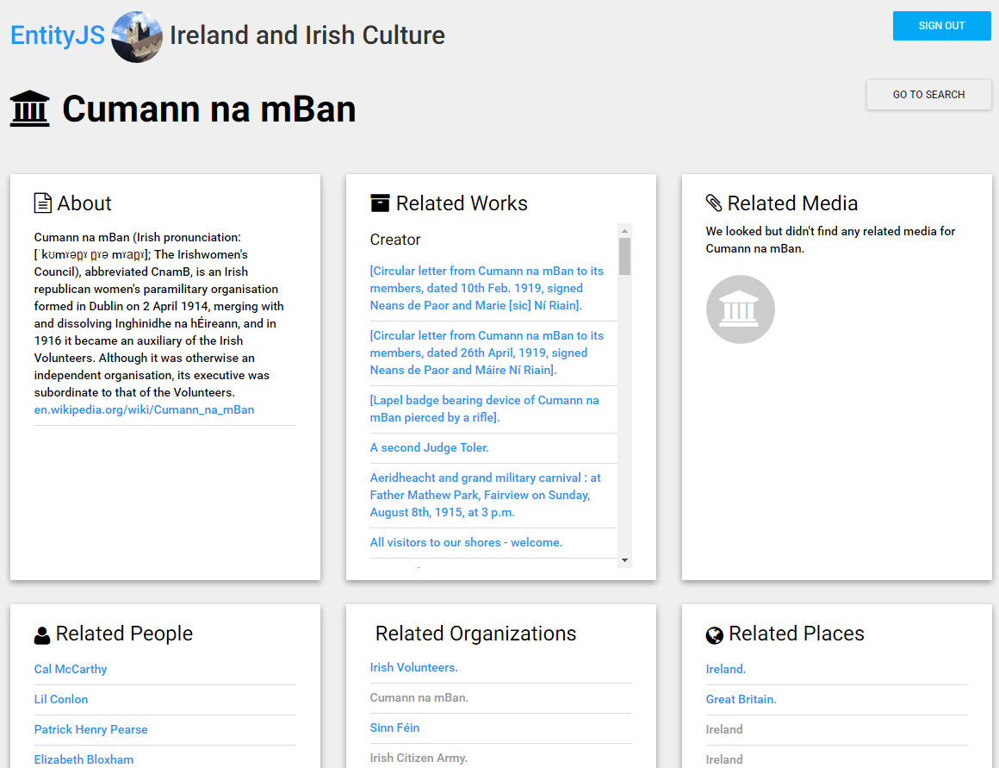 EntityJS Ireland and Irish Culture
SIGN OUT
Cumann na mBan
GO TO SEARCH
About
Cumann na mBan (Irish pronunciation:
[ˈkʊmˠən̪ˠ n̪ˠə mˠan̪ˠ]; The Irishwomen's
Council), abbreviated CnamB, is an Irish
republican women's paramilitary organisation
formed in Dublin on 2 April 1914, merging with
and dissolving Inghinidhe na hÉireann, and in
1916 it became an auxiliary of the Irish
Volunteers. Although it was otherwise an
independent organisation, its executive was
subordinate to that of the Volunteers.
en.wikipedia.org/wiki/Cumann_na_mBan
Related Works
Creator
[Circular letter from Cumann na mBan to its
members, dated 10th Feb. 1919, signed
Neans de Paor and Marie [sic] Ní Riain].
[Circular letter from Cumann na mBan to its
members, dated 26th April, 1919, signed
Neans de Paor and Máire Ní Riain].
[Lapel badge bearing device of Cumann na
mBan pierced by a rifle].
A second Judge Toler.
Aeridheacht and grand military carnival : at
Father Mathew Park, Fairview on Sunday,
August 8th, 1915, at 3 p.m.
All visitors to our shores - welcome.
Related Media
We looked but didn't find any related media for
Cumann na mBan.
Related People
Cal McCarthy
Lil Conlon
Patrick Henry Pearse
Elizabeth Bloxham
Related Organizations
Irish Volunteers.
Cumann na mBan.
Sinn Féin
Irish Citizen Army.
Related Places
Ireland.
Great Britain.
Ireland
Ireland